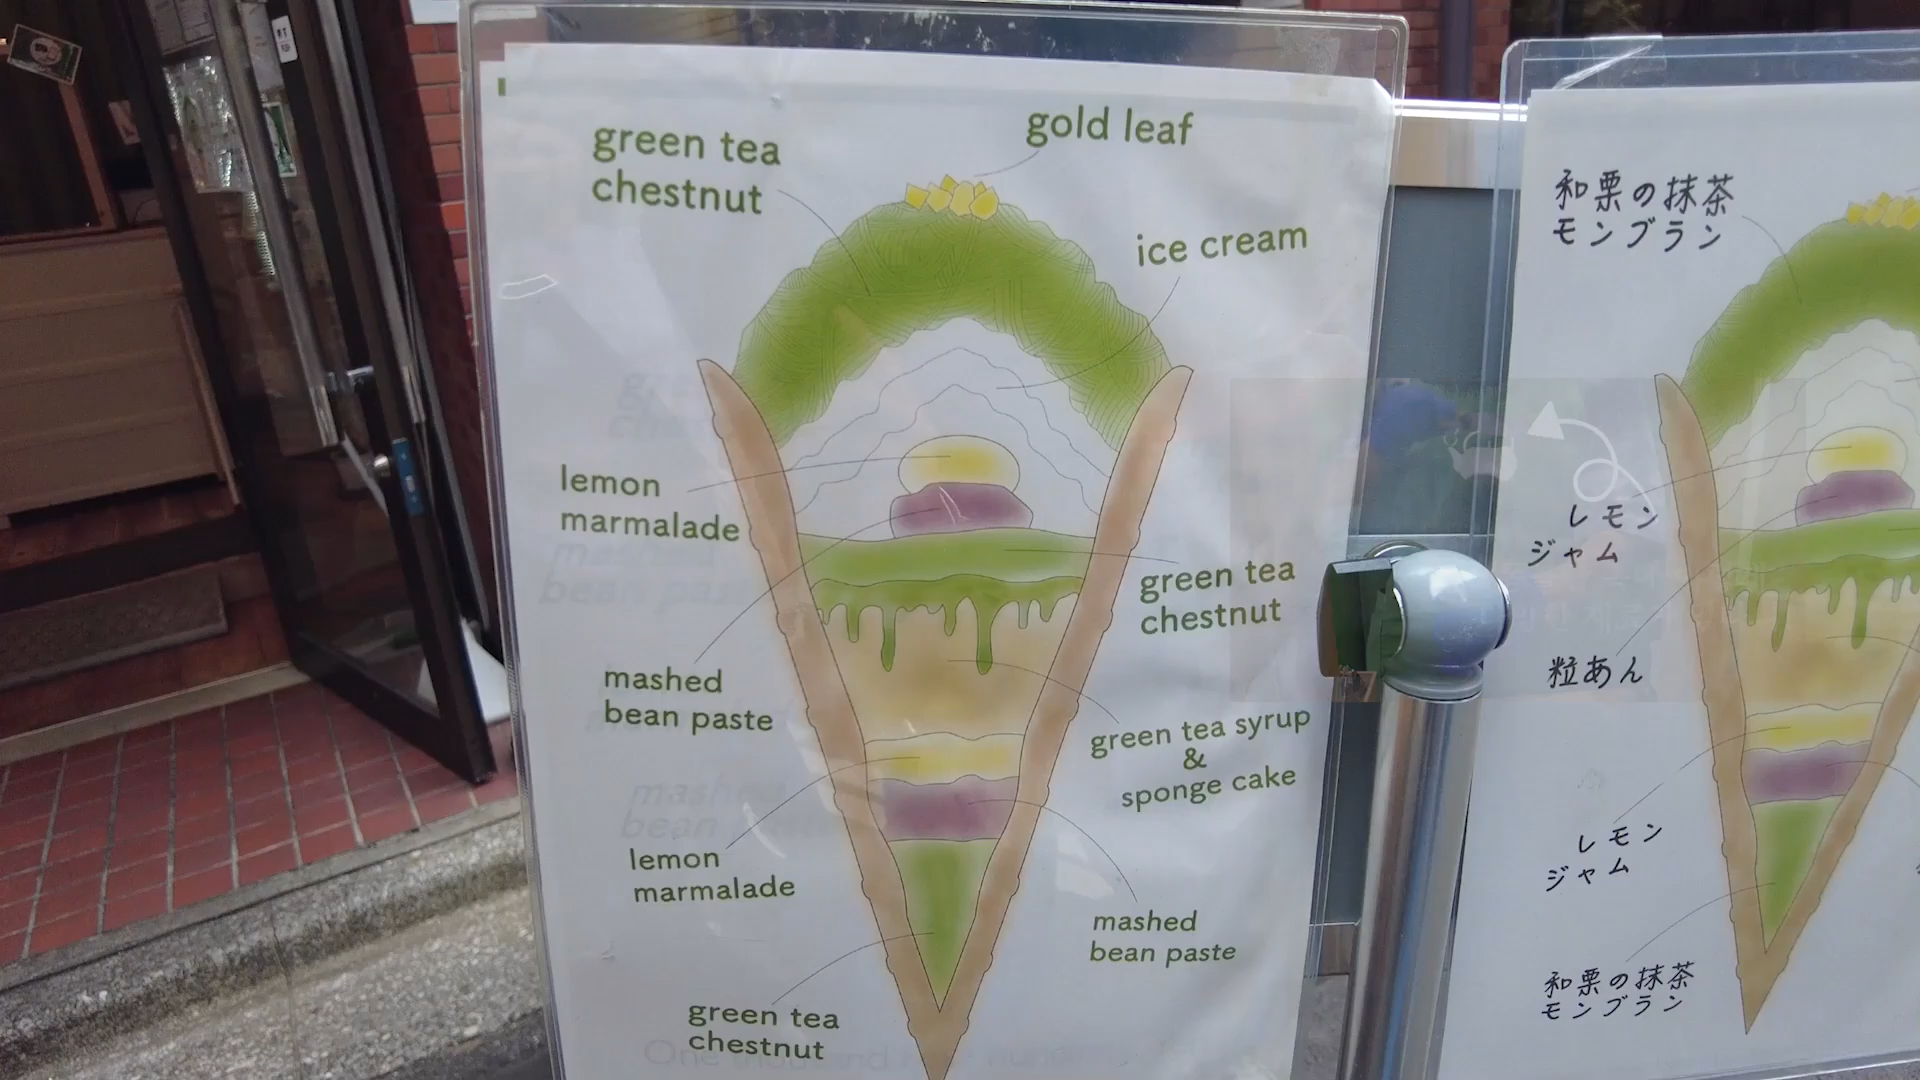 green tea
chestnut
gold leaf
ice cream
lemon
marmalade
green tea
chestnut
mashed
bean paste
green tea syrup
&
sponge cake
lemon
marmalade
mashed
bean paste
green tea
chestnut
和栗の抹茶
モンブラン
レモン
ジャム
粒あん
レモン
ジャム
和栗の抹茶
モンブラン